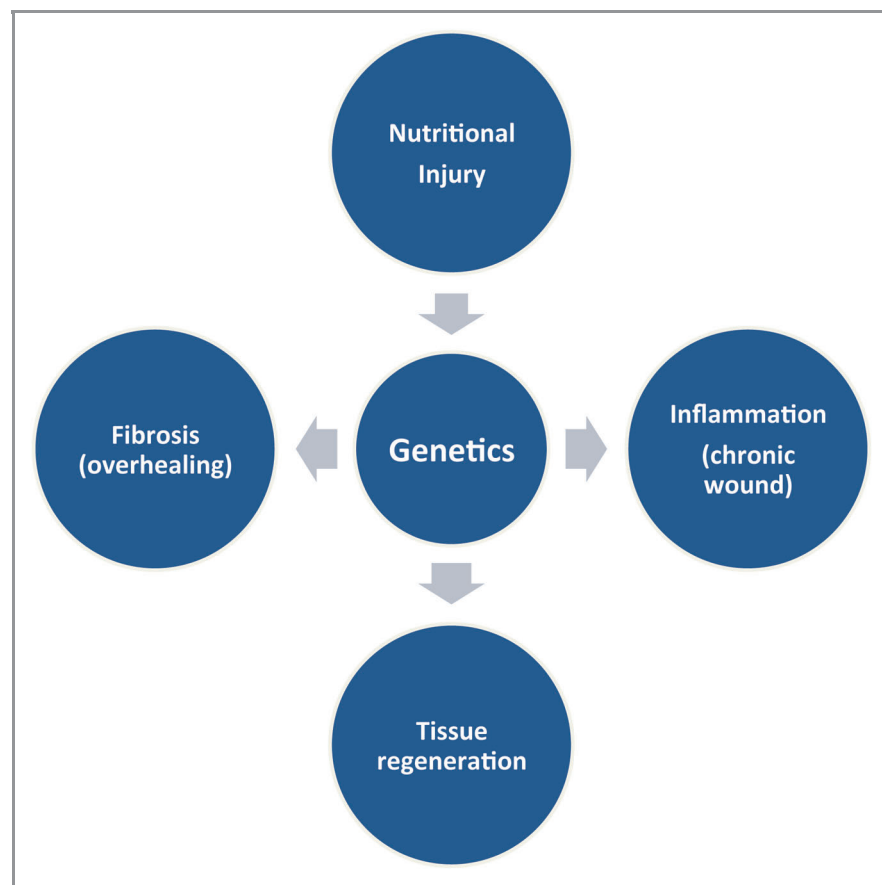 Nutritional
Injury
Fibrosis
(overhealing)
Genetics
Inflammation
(chronic
wound)
Tissue
regeneration